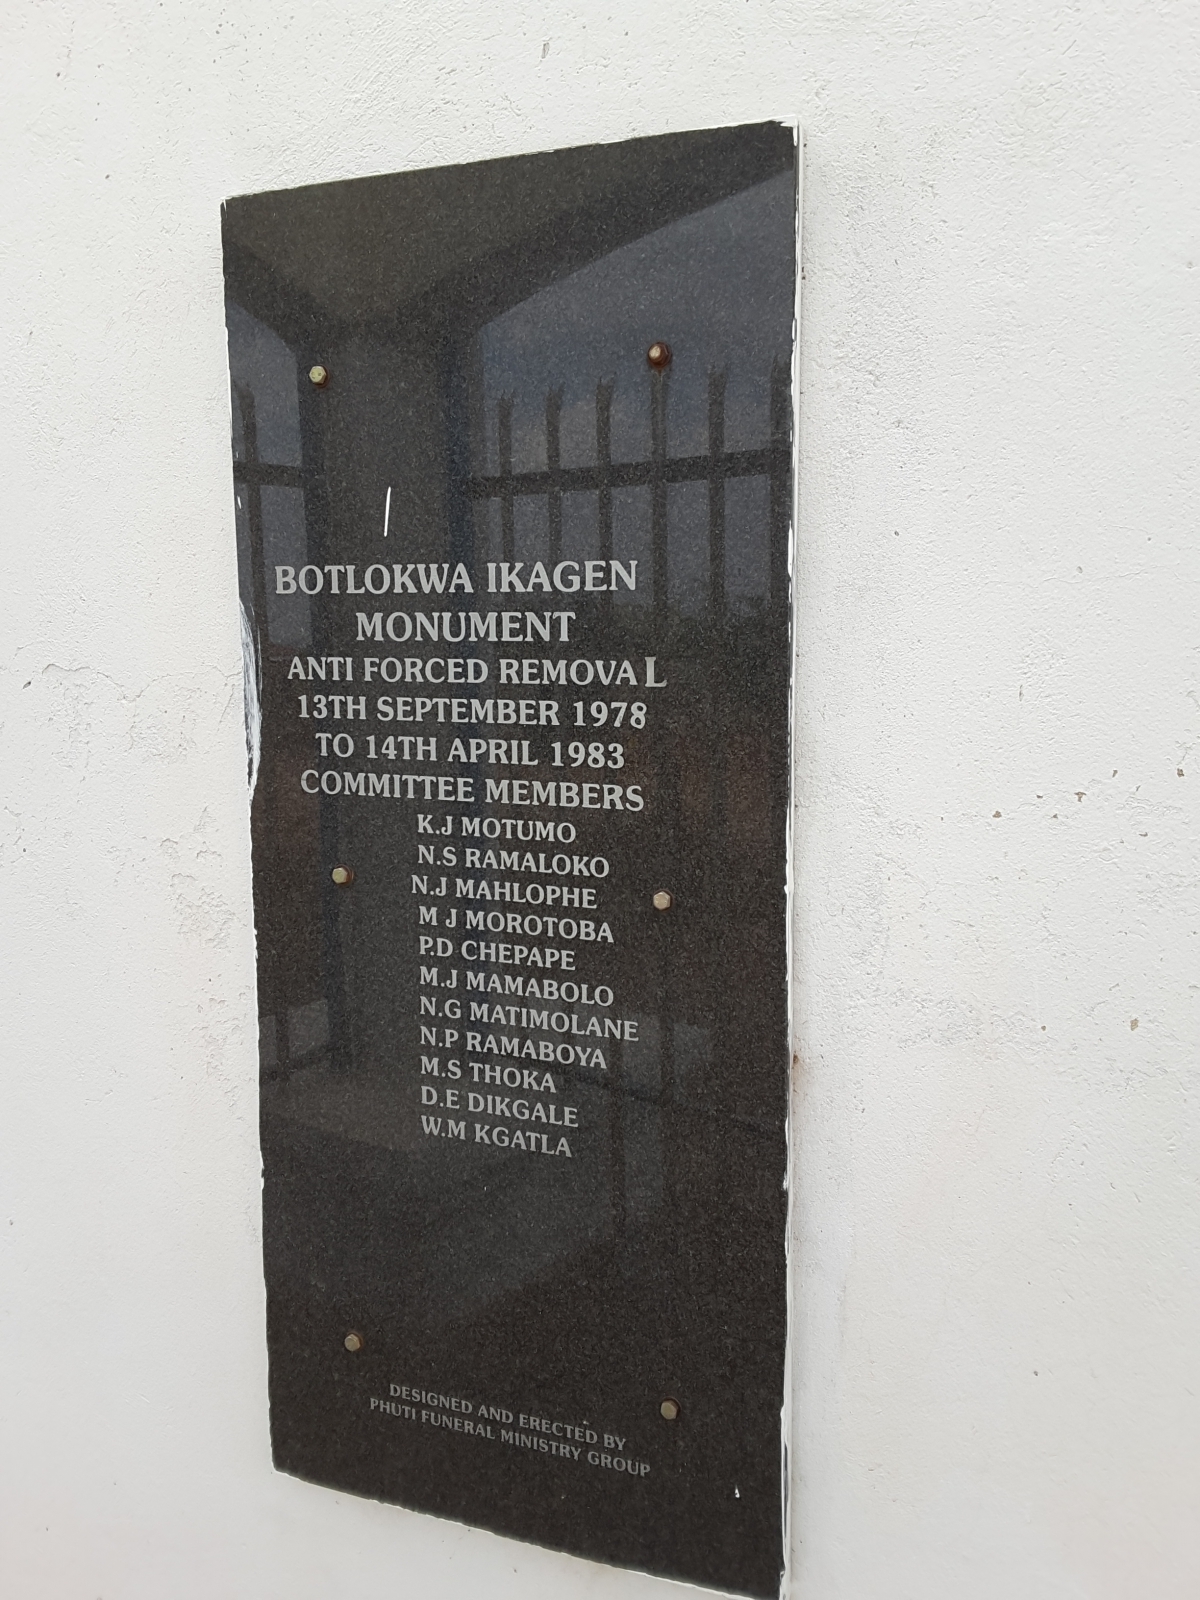 BOTLOKWA IKAGEN
MONUMENT
ANTI FORCED REMOVAL
13TH SEPTEMBER 1978
TO 14TH APRIL 1983
COMMITTEE MEMBERS
K.J MOTUMO
N.S RAMALOKO
N.J MAHLOPHE
M J MOROTOBA
P.D CHEPAPE
M.J MAMABOLO
N.G MATIMOLANE
N.P RAMABOYA
M.S THOKA
D.E DIKGALE
W.M KGATLA
DESIGNED AND ERECTED BY
PHUTI FUNERAL MINISTRY GROUP